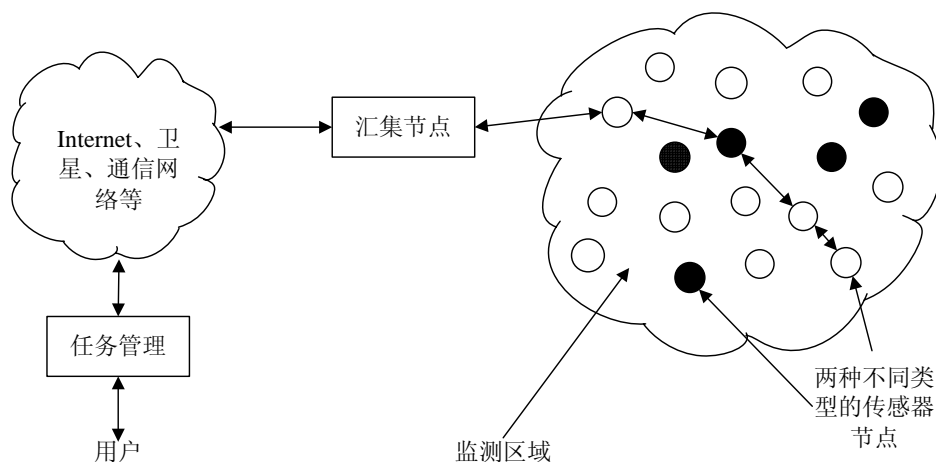 Internet、卫
星、通信网
络等
汇集节点
任务管理
用户
监测区域
两种不同类
型的传感器
节点